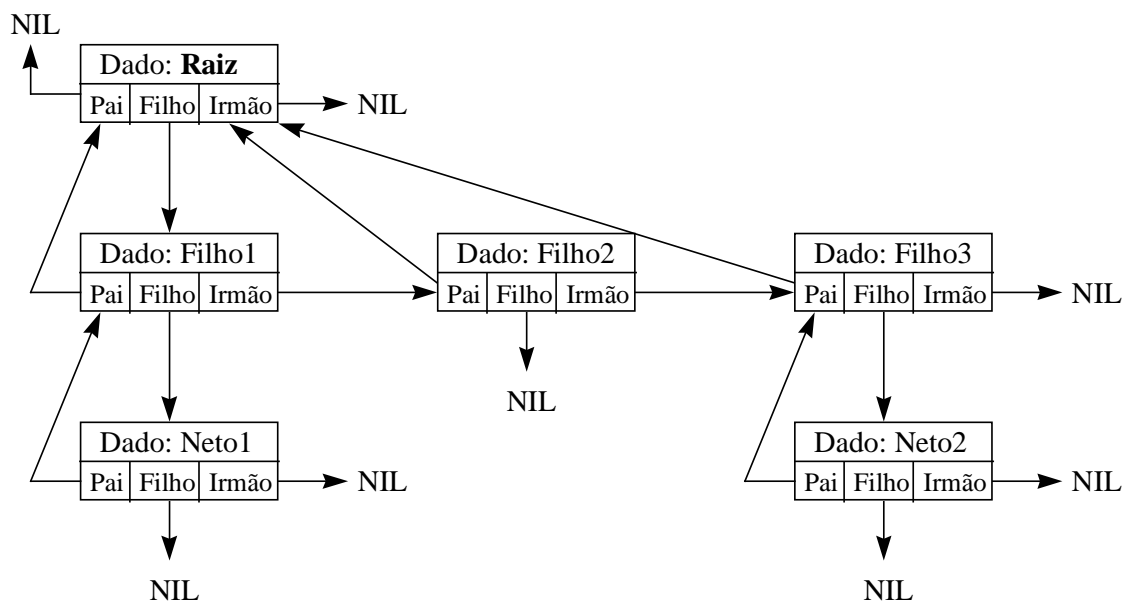 NIL
Dado: Raiz
Pai Filho Irmão NIL
Dado: Filho1 Dado: Filho2 Dado: Filho3
Pai Filho Irmão Pai Filho Irmão Pai Filho Irmão NIL
NIL
Dado: Neto1 Dado: Neto2
Pai Filho Irmão NIL Pai Filho Irmão NIL
NIL NIL